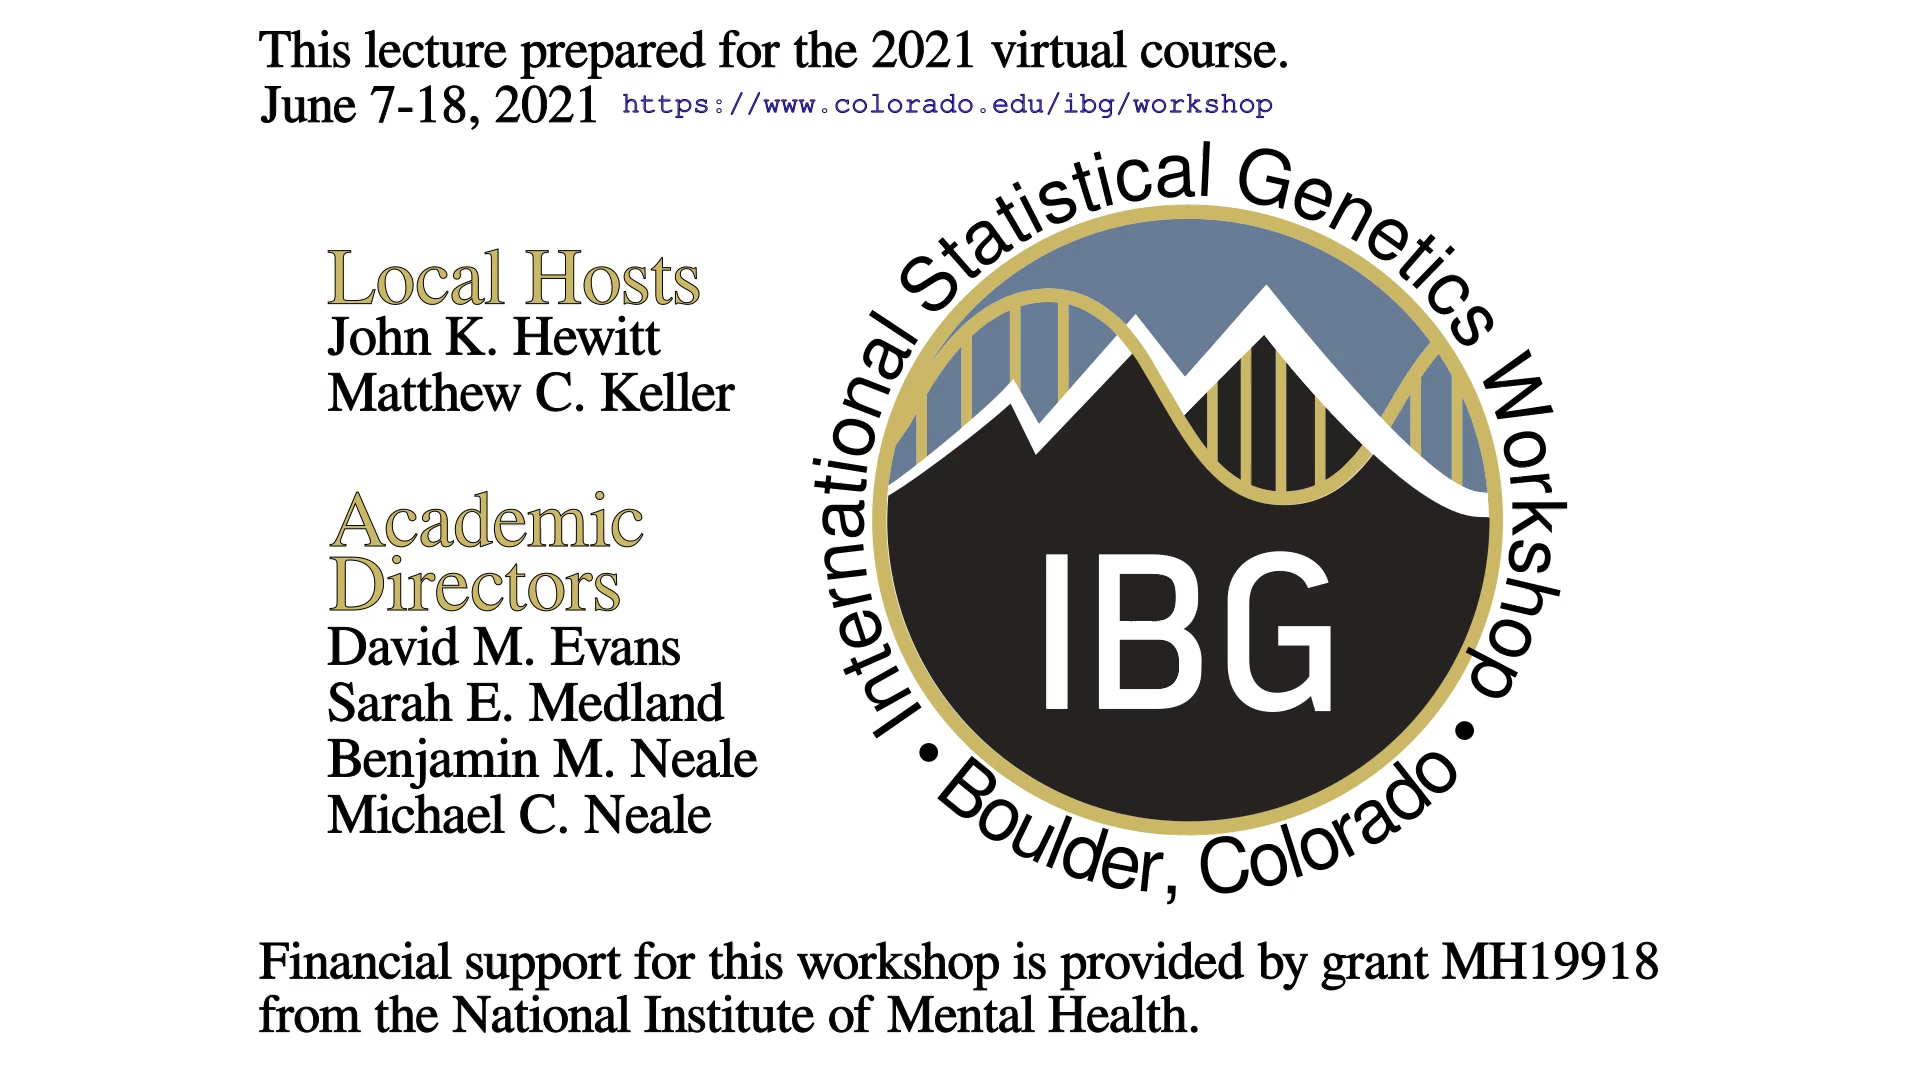 This lecture prepared for the 2021 virtual course.
June 7-18, 2021 https://www.colorado.edu/ibg/workshop
Local Hosts
John K. Hewitt
Matthew C. Keller
Academic
Directors
David M. Evans
Sarah E. Medland
Benjamin M. Neale
Michael C. Neale
International Statistical Genetics Workshop
• Boulder, Colorado •
IBG
Financial support for this workshop is provided by grant MH19918
from the National Institute of Mental Health.